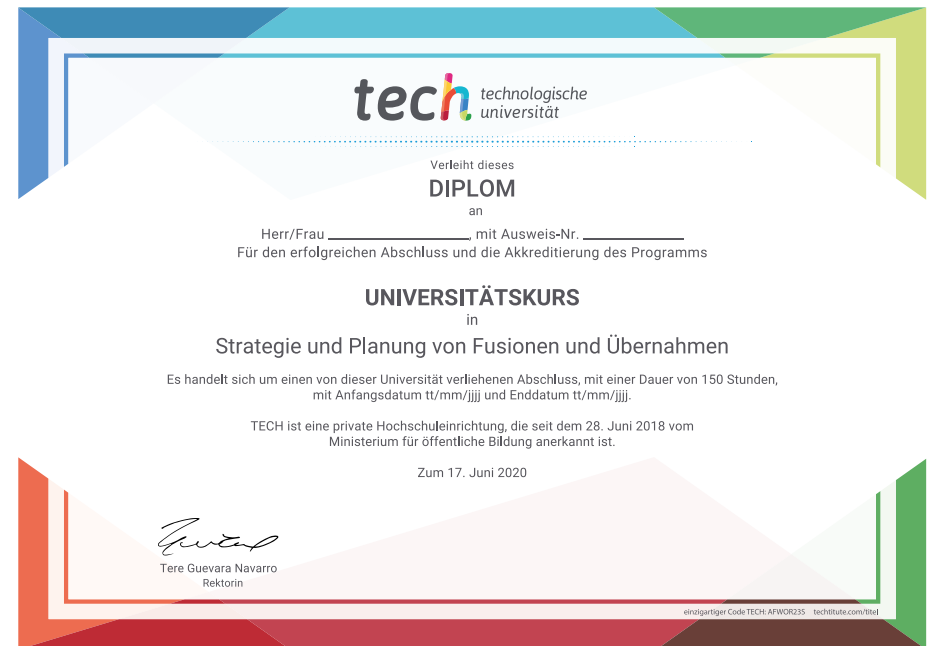 tech technologische
universität
Verleiht dieses
DIPLOM
an
Herr/Frau ____________________, mit Ausweis-Nr. ______________
Für den erfolgreichen Abschluss und die Akkreditierung des Programms
UNIVERSITÄTSKURS
in
Strategie und Planung von Fusionen und Übernahmen
Es handelt sich um einen von dieser Universität verliehenen Abschluss, mit einer Dauer von 150 Stunden,
mit Anfangsdatum tt/mm/jjjj und Enddatum tt/mm/jjjj.
TECH ist eine private Hochschuleinrichtung, die seit dem 28. Juni 2018 vom
Ministerium für öffentliche Bildung anerkannt ist.
Zum 17. Juni 2020
Tere Guevara Navarro
Rektorin
einzigartiger Code TECH: AFWOR235 techtitute.com/titel